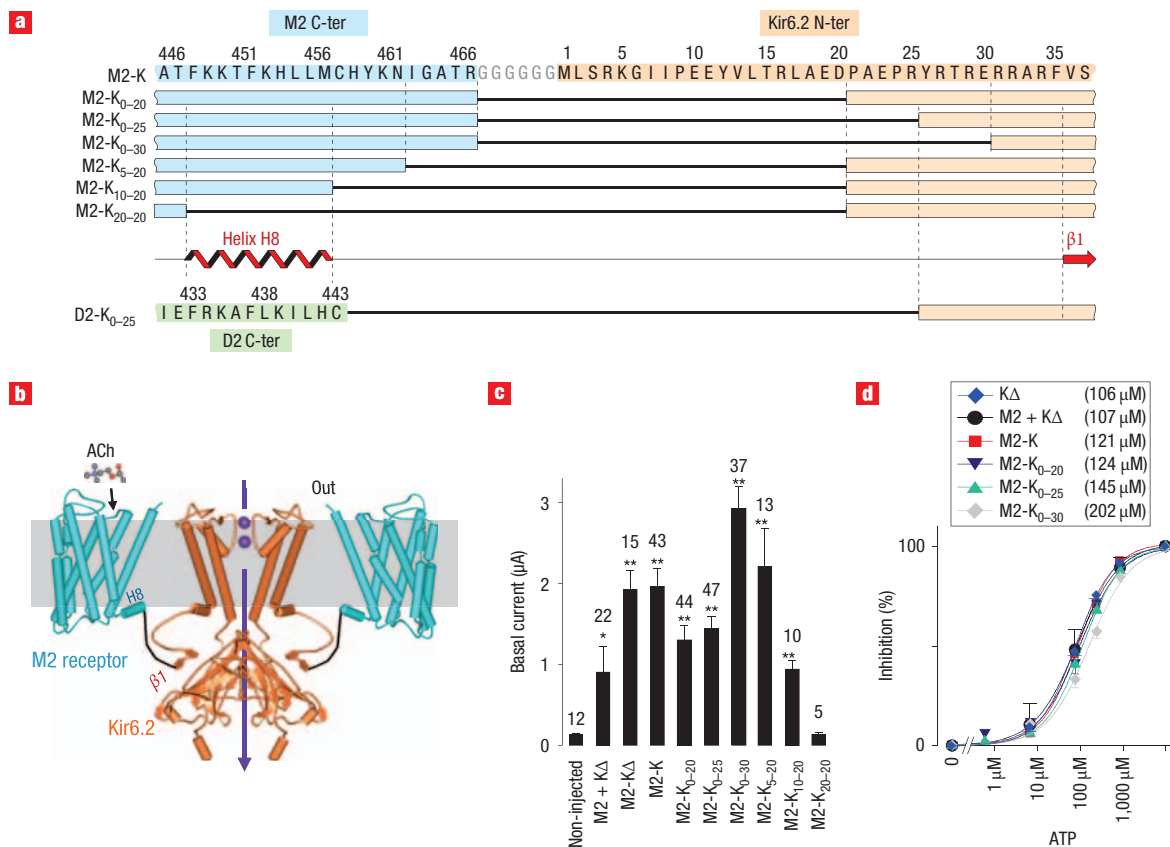 a
M2 C-ter
Kir6.2 N-ter
446 451 456 461 466 1 5 10 15 20 25 30 35
M2-K A T F K K T F K H L L M C H Y K N I G A T R G G G G G G M L S R K G I I P E E Y V L T R L A E D P A E P R Y R T R E R R A R F V S
M2-K0–20
M2-K0–25
M2-K0–30
M2-K5–20
M2-K10–20
M2-K20–20
Helix H8
β1
433 438 443
D2-K0–25 I E F R K A F L K I L H C
D2 C-ter
b
ACh
Out
H8
M2 receptor
β1
Kir6.2
c
Basal current (µA)
3
2
1
0
12
22
*
15
**
43
**
44
**
47
**
37
**
13
**
10
**
5
Non-injected
M2 + KΔ
M2-KΔ
M2-K
M2-K0–20
M2-K0–25
M2-K0–30
M2-K5–20
M2-K10–20
M2-K20–20
d
KΔ (106 µM)
M2 + KΔ (107 µM)
M2-K (121 µM)
M2-K0–20 (124 µM)
M2-K0–25 (145 µM)
M2-K0–30 (202 µM)
Inhibition (%)
100
0
0
1 µM
10 µM
100 µM
1,000 µM
ATP